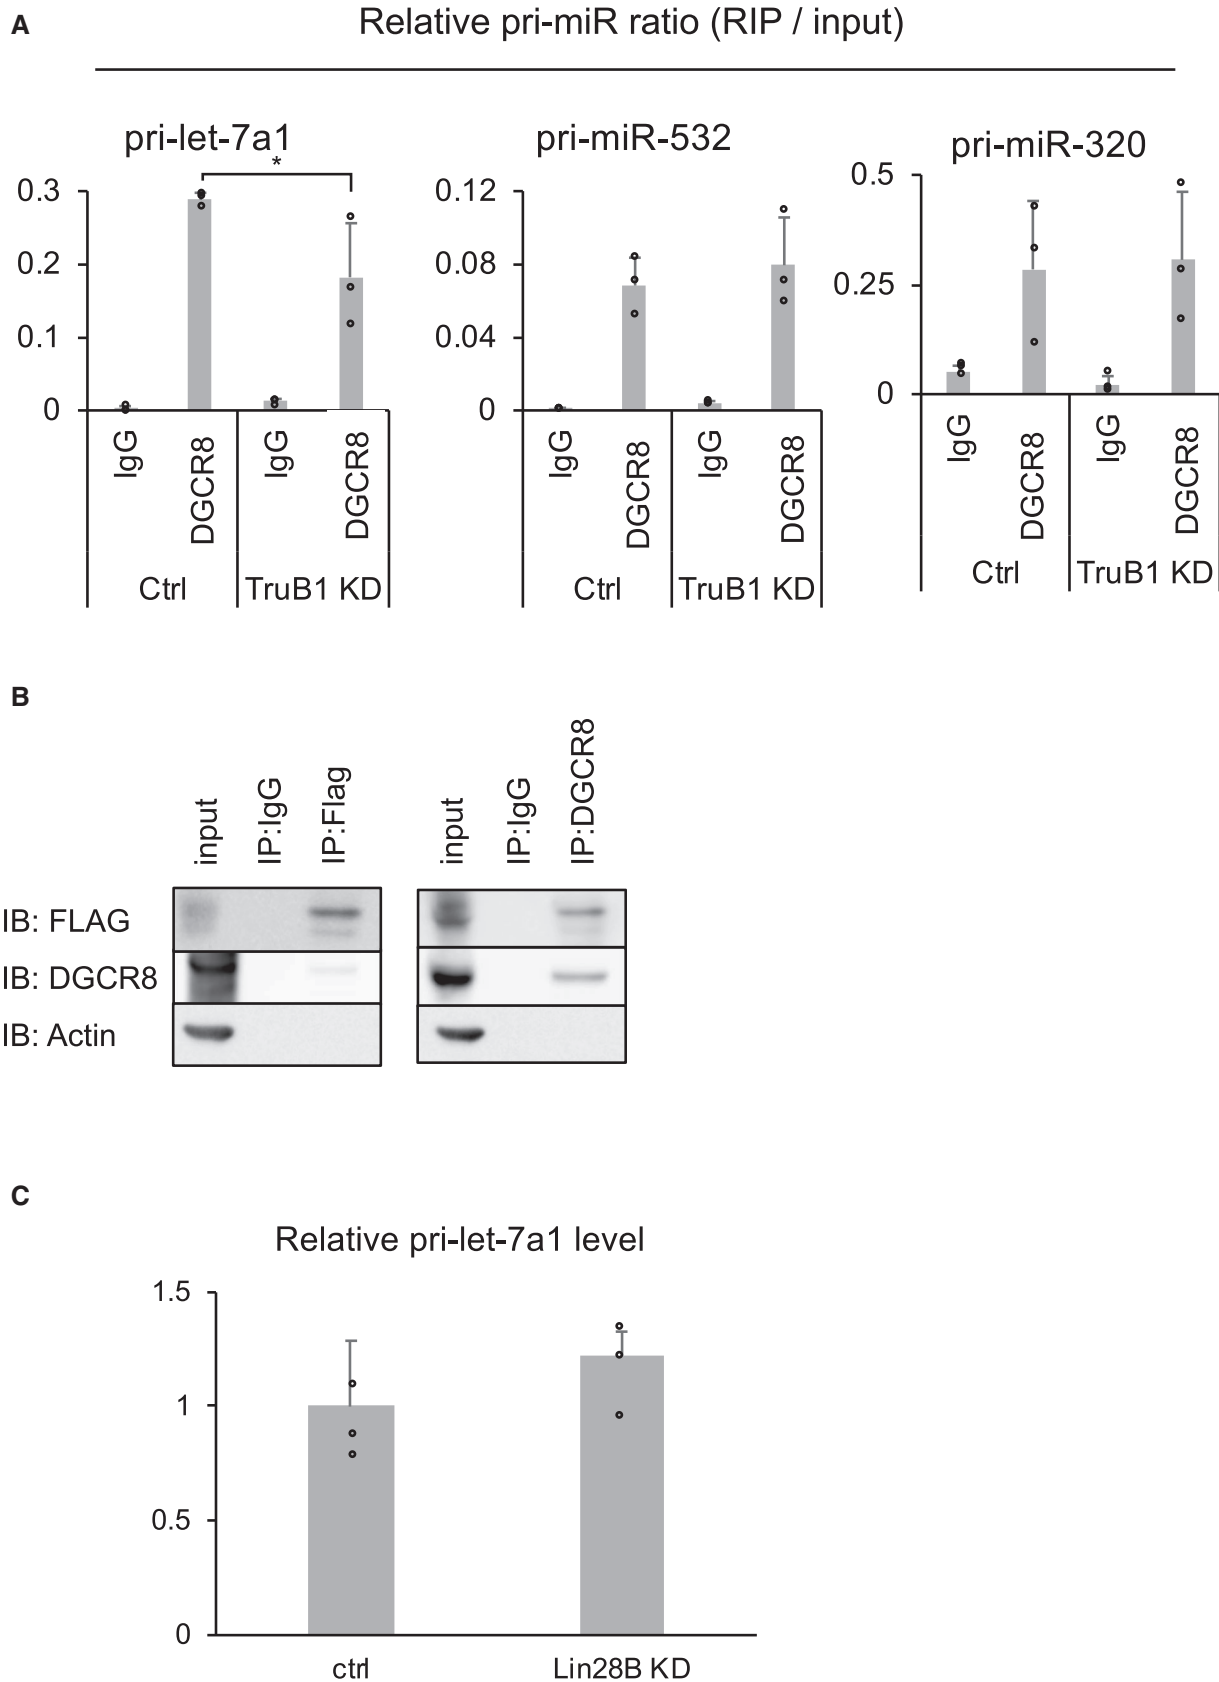 A
Relative pri-miR ratio (RIP / input)
pri-let-7a1
*
0.3
0.2
0.1
0
IgG
DGCR8
IgG
DGCR8
Ctrl
TruB1 KD
pri-miR-532
0.12
0.08
0.04
0
IgG
DGCR8
IgG
DGCR8
Ctrl
TruB1 KD
pri-miR-320
0.5
0.25
0
IgG
DGCR8
IgG
DGCR8
Ctrl
TruB1 KD
B
input
IP:IgG
IP:Flag
input
IP:IgG
IP:DGCR8
IB: FLAG
IB: DGCR8
IB: Actin
C
Relative pri-let-7a1 level
1.5
1
0.5
0
ctrl
Lin28B KD